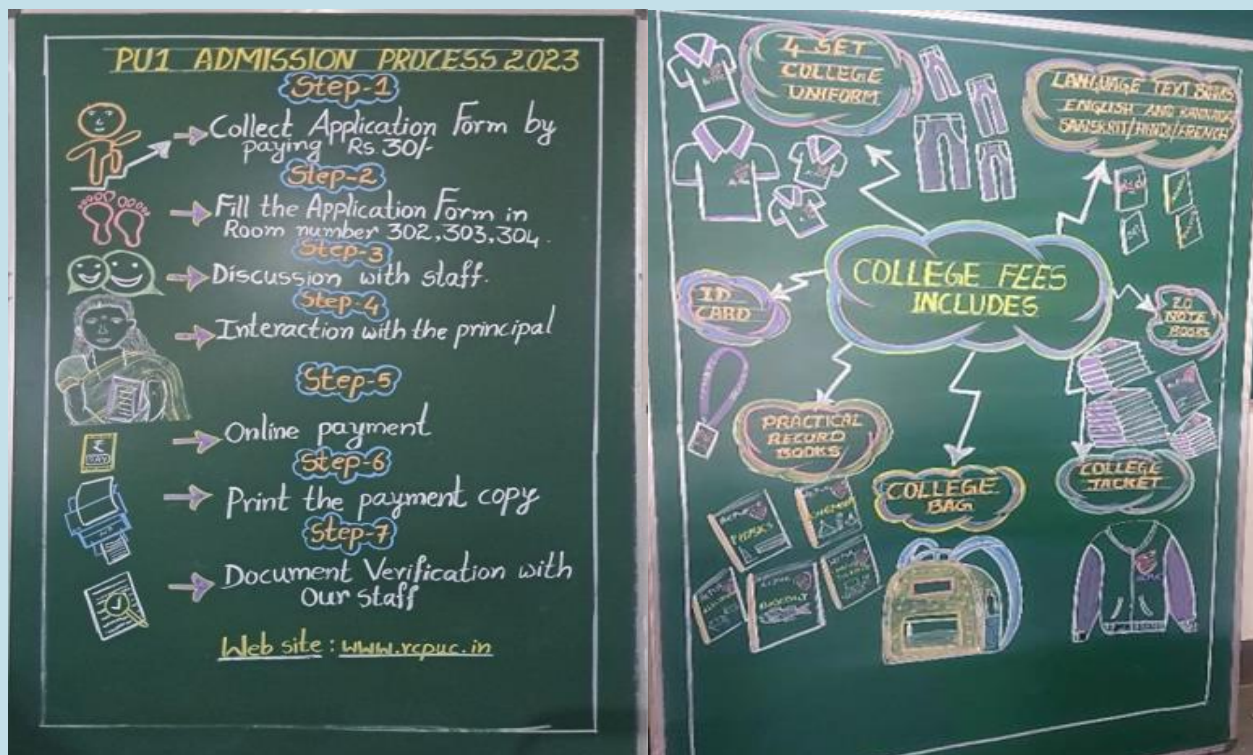 PU1 ADMISSION PROCESS 2023
Step-1
Collect Application Form by
paying Rs 30/-
Step-2
Fill the Application Form in
Room number 302,303,304.
Step-3
Discussion with staff.
Step-4
Interaction with the principal
Step-5
Online payment
Step-6
Print the payment copy
Step-7
Document Verification with
Our staff
Web site : www.rcpuc.in
4 SET
COLLEGE
UNIFORM
LANGUAGE TEXT BOOKS
ENGLISH AND KANNADA
SANSKRIT/HINDI/FRENCH
COLLEGE FEES
INCLUDES
ID
CARD
20
NOTE
BOOKS
PRACTICAL
RECORD
BOOKS
COLLEGE
BAG
COLLEGE
JACKET
PHYSICS